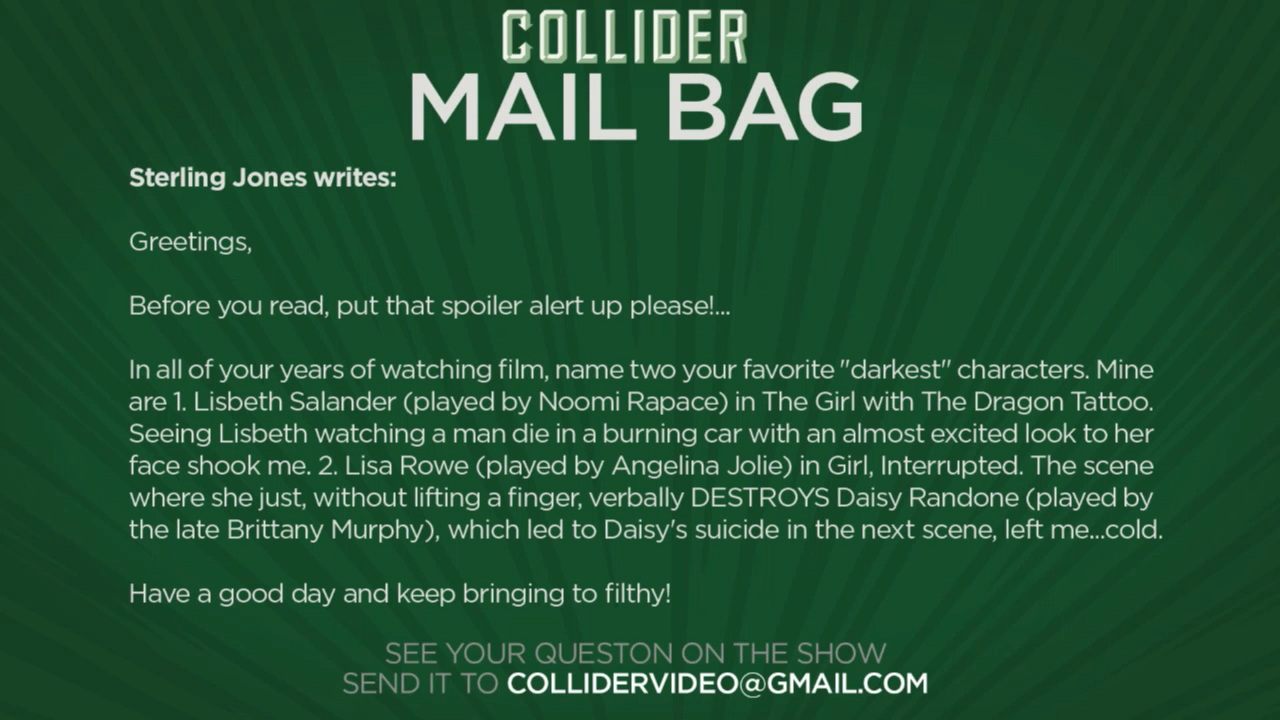 COLLIDER
MAIL BAG
Sterling Jones writes:
Greetings,
Before you read, put that spoiler alert up please!...
In all of your years of watching film, name two your favorite "darkest" characters. Mine
are 1. Lisbeth Salander (played by Noomi Rapace) in The Girl with The Dragon Tattoo.
Seeing Lisbeth watching a man die in a burning car with an almost excited look to her
face shook me. 2. Lisa Rowe (played by Angelina Jolie) in Girl, Interrupted. The scene
where she just, without lifting a finger, verbally DESTROYS Daisy Randone (played by
the late Brittany Murphy), which led to Daisy's suicide in the next scene, left me...cold.
Have a good day and keep bringing to filthy!
SEE YOUR QUESTON ON THE SHOW
SEND IT TO COLLIDERVIDEO@GMAIL.COM